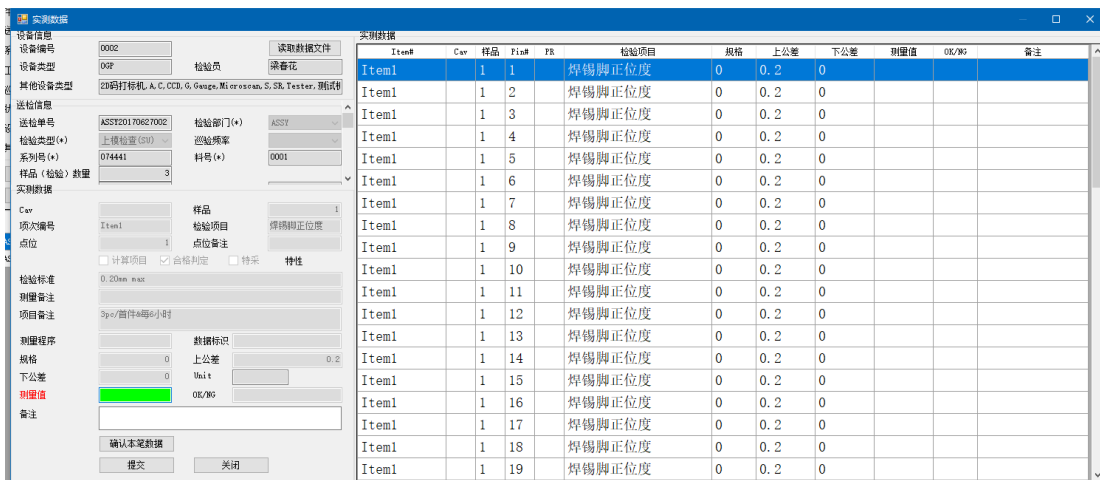 实测数据
设备信息
设备编号 0002 读取数据文件
设备类型 OGP 检验员 梁春花
其他设备类型 2D码打标机,A,C,CCD,G,Gauge,Microscan,S,SR,Tester,测试机
送检信息
送检单号 ASSY20170627002 检验部门(*) ASSY
检验类型(*) 上模检查(SU) 巡验频率
系列号(*) 074441 料号(*) 0001
样品（检验）数量 3
实测数据
Cav 样品 1
项次编号 Item1 检验项目 焊锡脚正位度
点位 1 点位备注
计算项目 合格判定 特采 特性
检验标准 0.20mm max
测量备注
项目备注 3pc/首件&每6小时
测量程序 数据标识
规格 0 上公差 0.2
下公差 0 Unit
测量值 OK/NG
备注
确认本笔数据
提交 关闭
实测数据
Item# Cav 样品 Pin# PR 检验项目 规格 上公差 下公差 测量值 OK/NG 备注
Item1 1 1 焊锡脚正位度 0 0.2 0
Item1 1 2 焊锡脚正位度 0 0.2 0
Item1 1 3 焊锡脚正位度 0 0.2 0
Item1 1 4 焊锡脚正位度 0 0.2 0
Item1 1 5 焊锡脚正位度 0 0.2 0
Item1 1 6 焊锡脚正位度 0 0.2 0
Item1 1 7 焊锡脚正位度 0 0.2 0
Item1 1 8 焊锡脚正位度 0 0.2 0
Item1 1 9 焊锡脚正位度 0 0.2 0
Item1 1 10 焊锡脚正位度 0 0.2 0
Item1 1 11 焊锡脚正位度 0 0.2 0
Item1 1 12 焊锡脚正位度 0 0.2 0
Item1 1 13 焊锡脚正位度 0 0.2 0
Item1 1 14 焊锡脚正位度 0 0.2 0
Item1 1 15 焊锡脚正位度 0 0.2 0
Item1 1 16 焊锡脚正位度 0 0.2 0
Item1 1 17 焊锡脚正位度 0 0.2 0
Item1 1 18 焊锡脚正位度 0 0.2 0
Item1 1 19 焊锡脚正位度 0 0.2 0